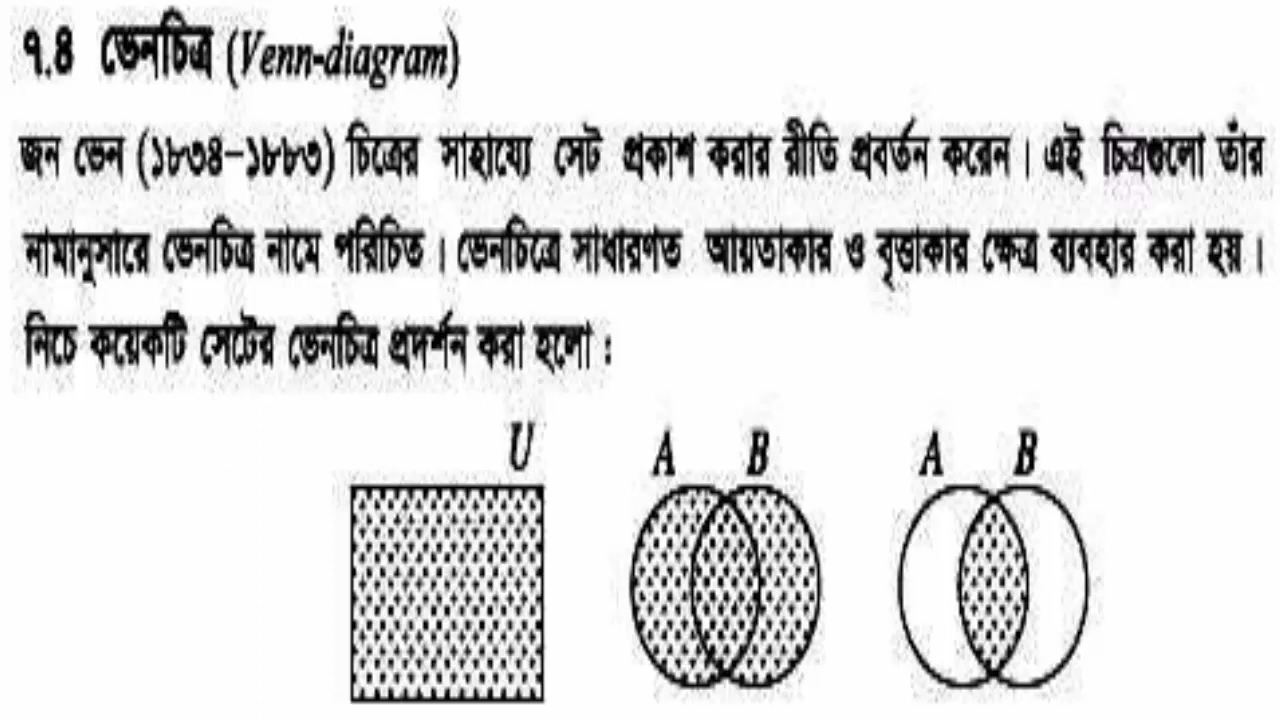 ৭.৪ ভেনচিত্র (Venn-diagram)
জন ভেন (১৮৩৪–১৮৮৩) চিত্রের সাহায্যে সেট প্রকাশ করার রীতি প্রবর্তন করেন। এই চিত্রগুলো তাঁর
নামানুসারে ভেনচিত্র নামে পরিচিত। ভেনচিত্রে সাধারণত আয়তাকার ও বৃত্তাকার ক্ষেত্র ব্যবহার করা হয়।
নিচে কয়েকটি সেটের ভেনচিত্র প্রদর্শন করা হলো :
U A B A B